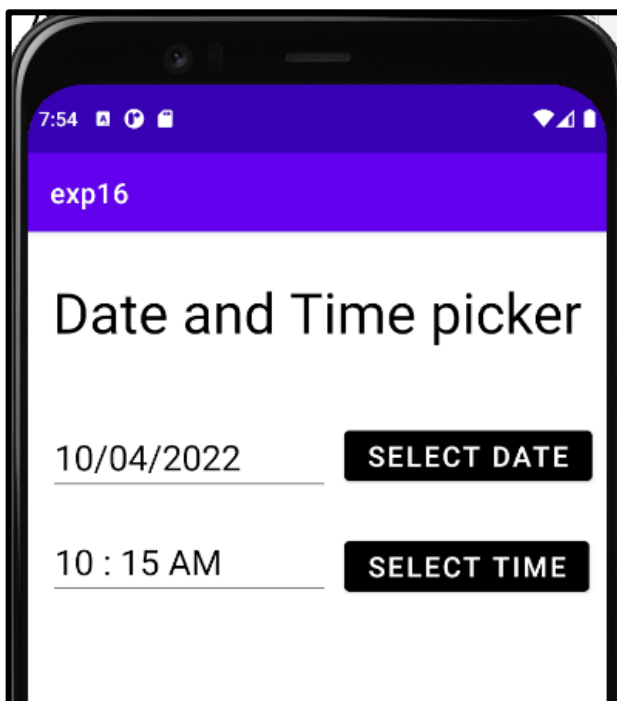 7:54
exp16
Date and Time picker
10/04/2022 SELECT DATE
10 : 15 AM SELECT TIME